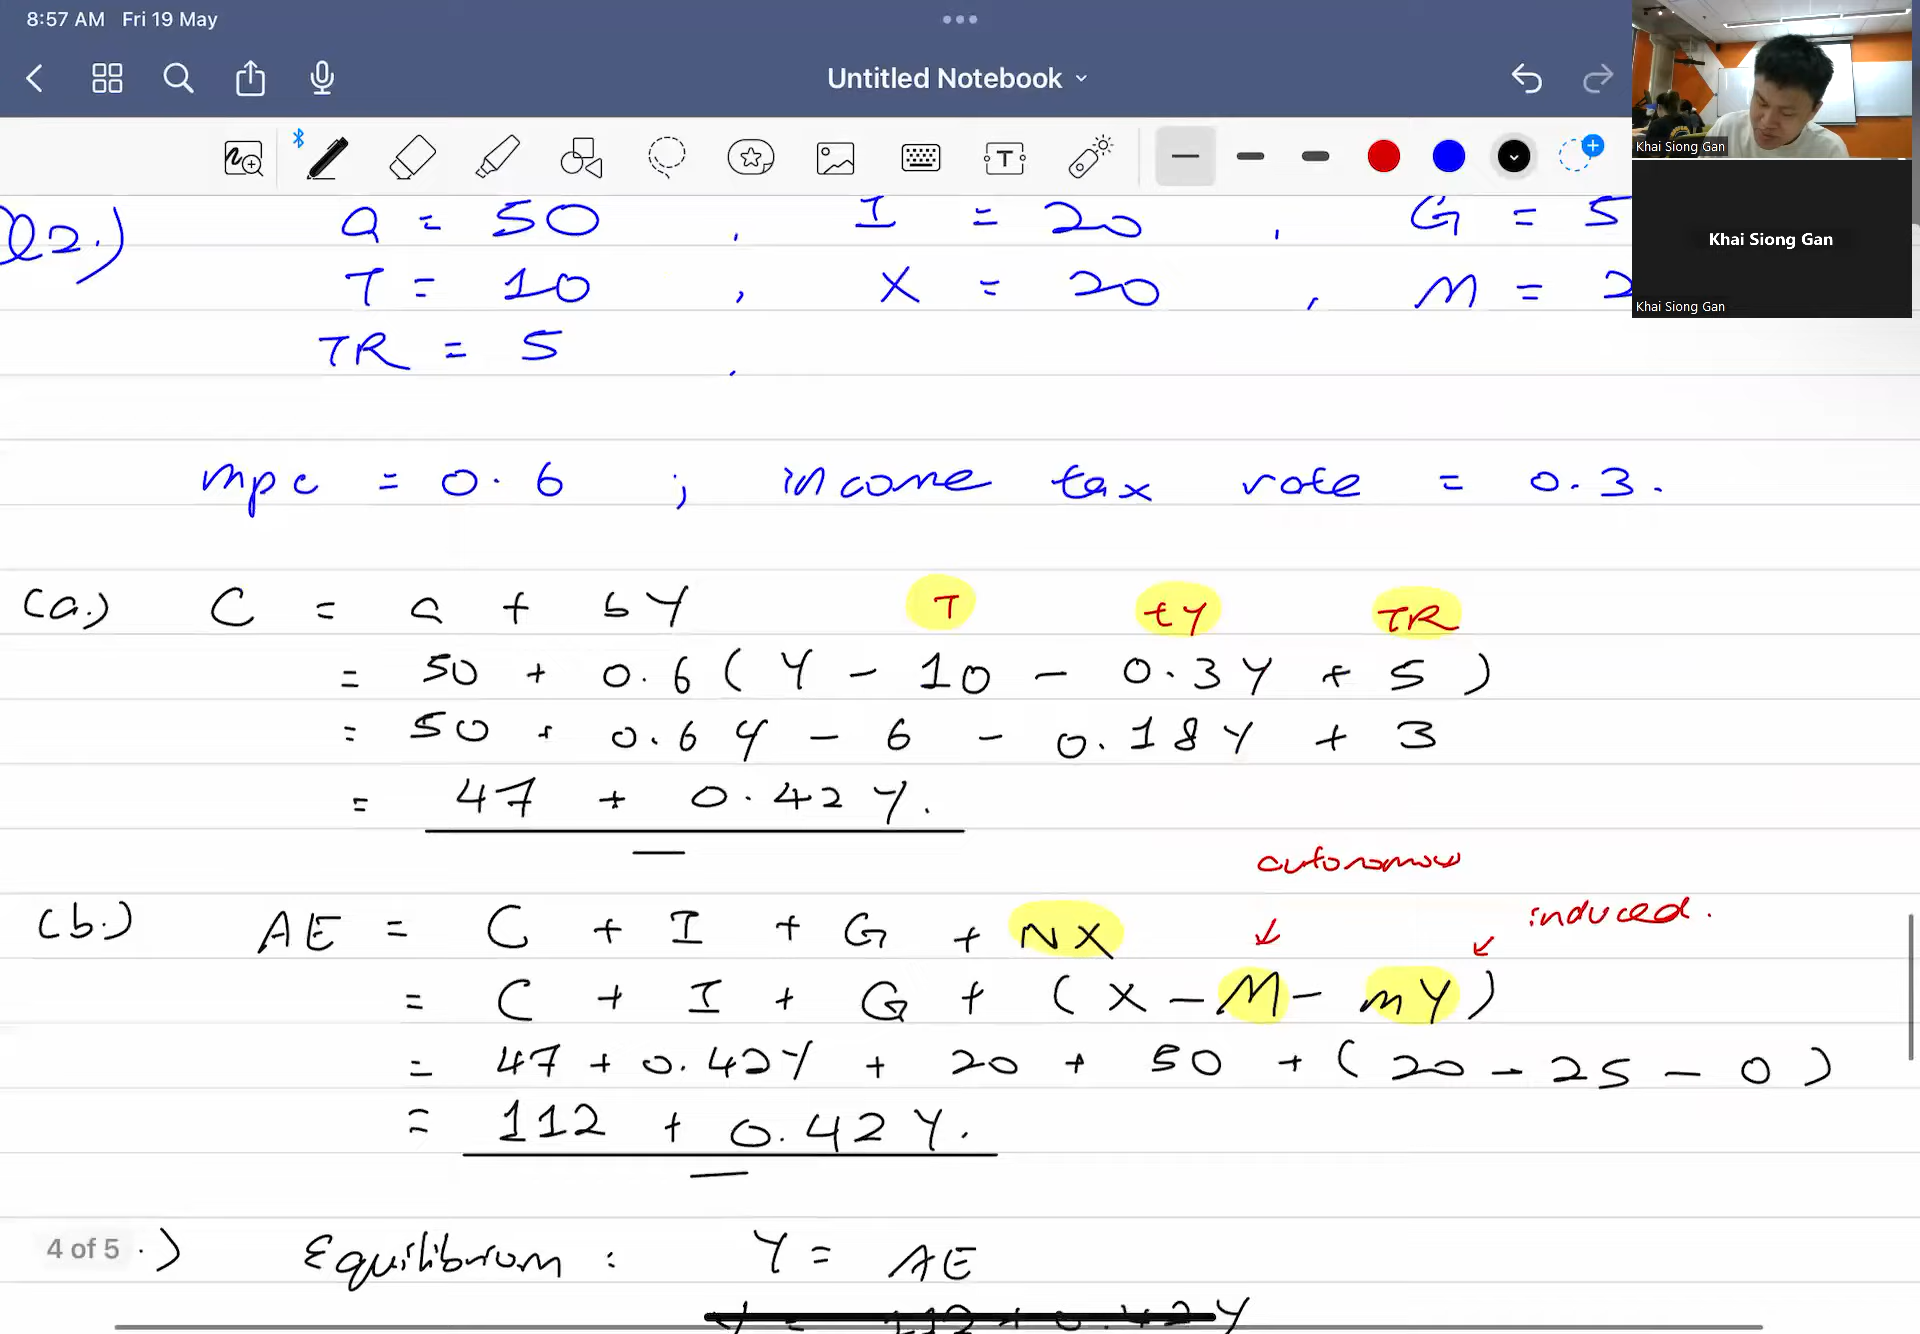 8:57 AM Fri 19 May
Untitled Notebook
Khai Siong Gan
Khai Siong Gan
Khai Siong Gan
Q2.) a = 50 , I = 20 , G = 5
T = 10 , X = 20 , M = 2
TR = 5 ,
mpc = 0.6 ; income tax rate = 0.3.
(a.) C = a + bY T tY TR
= 50 + 0.6 ( Y - 10 - 0.3Y + 5 )
= 50 + 0.6Y - 6 - 0.18Y + 3
= 47 + 0.42Y.
autonomous
induced.
(b.) AE = C + I + G + NX
= C + I + G + (X - M - mY)
= 47 + 0.42Y + 20 + 50 + ( 20 - 25 - 0 )
= 112 + 0.42Y.
4 of 5 .) Equilibrium : Y = AE
112 + 0.42Y